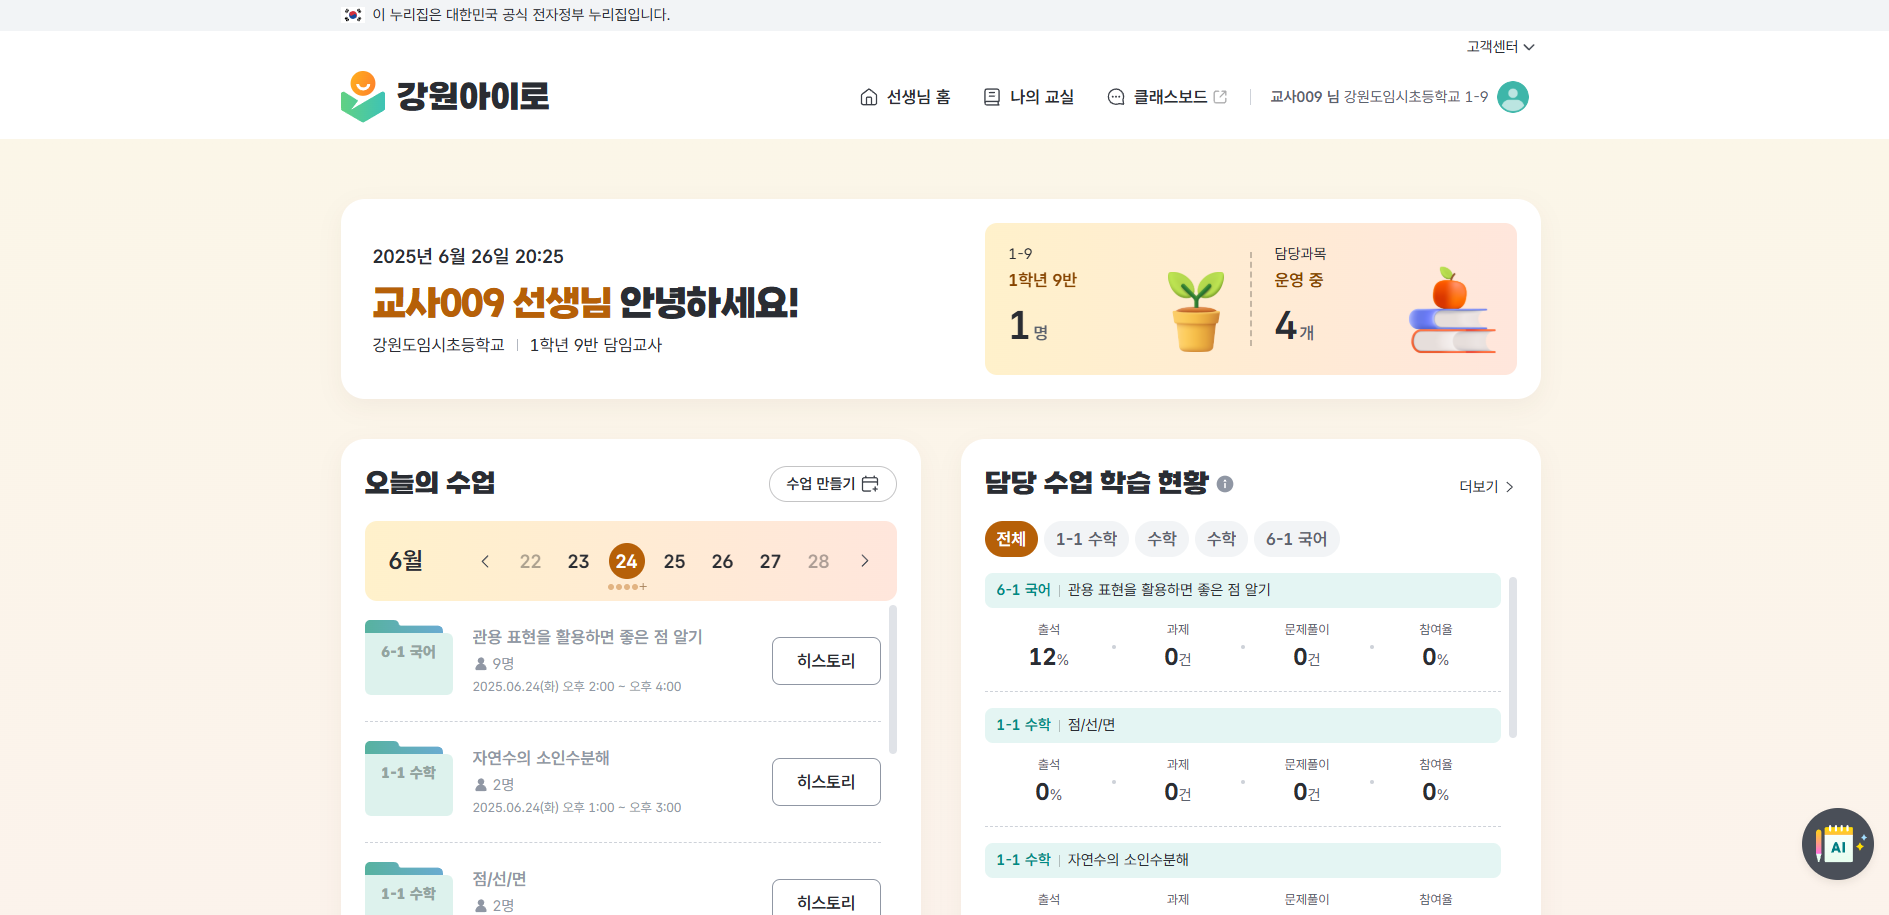 이 누리집은 대한민국 공식 전자정부 누리집입니다.
고객센터
강원아이로
선생님 홈
나의 교실
클래스보드
교사009 님 강원도임시초등학교 1-9
2025년 6월 26일 20:25
교사009 선생님 안녕하세요!
강원도임시초등학교 | 1학년 9반 담임교사
1-9
1학년 9반
1 명
담당과목
운영 중
4 개
오늘의 수업
수업 만들기
6월
22 23 24 25 26 27 28
6-1 국어
관용 표현을 활용하면 좋은 점 알기
9명
2025.06.24(화) 오후 2:00 ~ 오후 4:00
히스토리
1-1 수학
자연수의 소인수분해
2명
2025.06.24(화) 오후 1:00 ~ 오후 3:00
히스토리
1-1 수학
점/선/면
2명
히스토리
담당 수업 학습 현황
더보기
전체 1-1 수학 수학 수학 6-1 국어
6-1 국어 | 관용 표현을 활용하면 좋은 점 알기
출석 과제 문제풀이 참여율
12% 0건 0건 0%
1-1 수학 | 점/선/면
출석 과제 문제풀이 참여율
0% 0건 0건 0%
1-1 수학 | 자연수의 소인수분해
출석 과제 문제풀이 참여율
AI